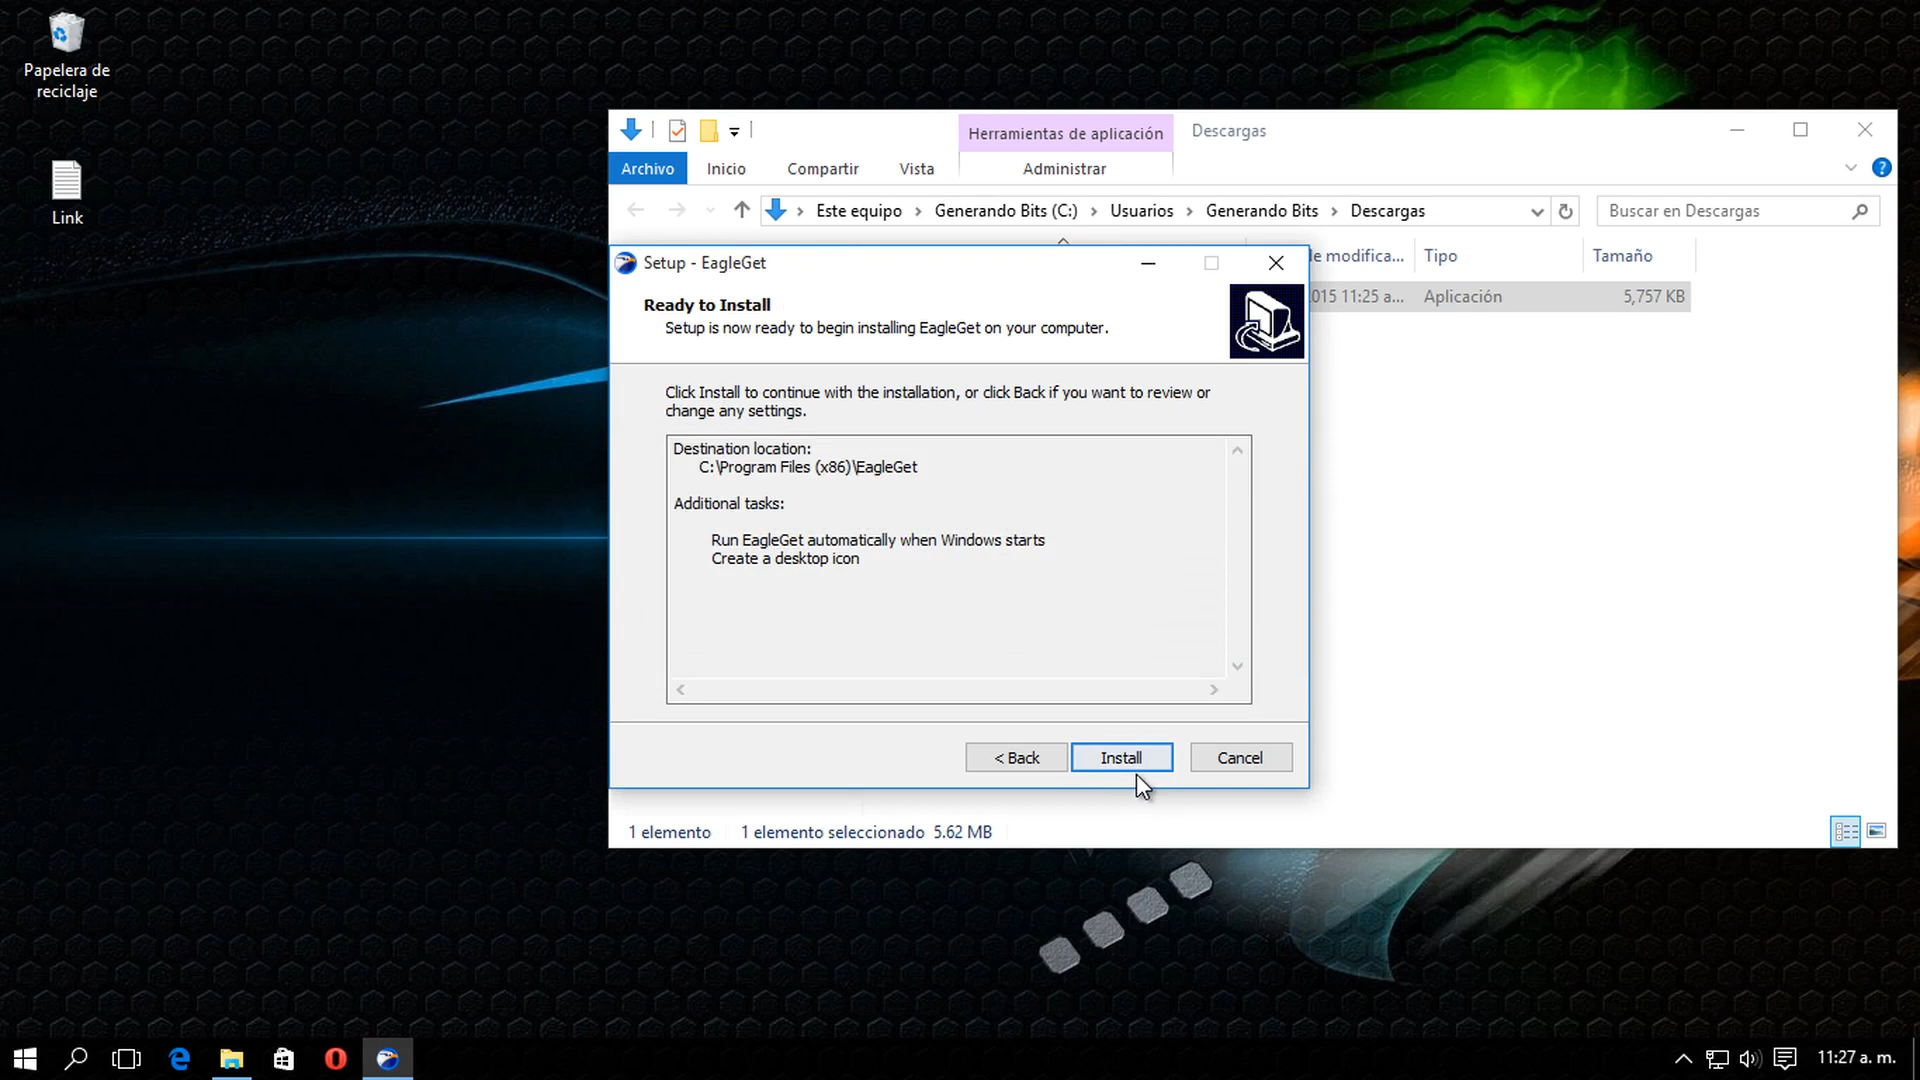 Papelera de
reciclaje
Link
Herramientas de aplicación
Descargas
Archivo
Inicio
Compartir
Vista
Administrar
Este equipo
Generando Bits (C:)
Usuarios
Generando Bits
Descargas
Buscar en Descargas
de modifica...
Tipo
Tamaño
2015 11:25 a...
Aplicación
5,757 KB
Setup - EagleGet
Ready to Install
Setup is now ready to begin installing EagleGet on your computer.
Click Install to continue with the installation, or click Back if you want to review or
change any settings.
Destination location:
C:\Program Files (x86)\EagleGet
Additional tasks:
Run EagleGet automatically when Windows starts
Create a desktop icon
< Back
Install
Cancel
1 elemento
1 elemento seleccionado 5.62 MB
11:27 a. m.